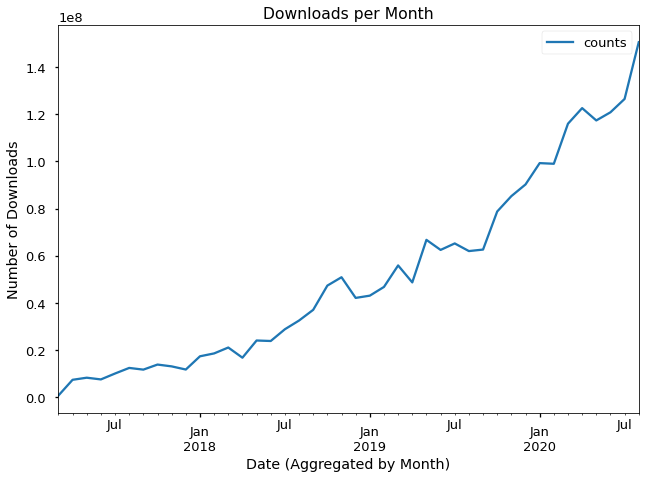 Downloads per Month
1e8
counts
1.4
1.2
1.0
0.8
0.6
0.4
0.2
0.0
Number of Downloads
Jul
Jan
2018
Jul
Jan
2019
Jul
Jan
2020
Jul
Date (Aggregated by Month)